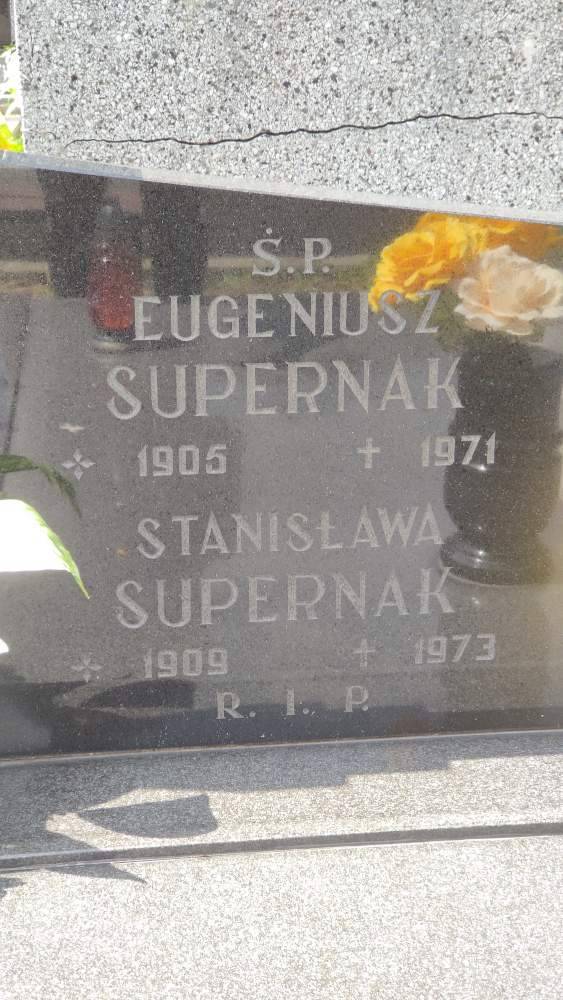 Ś.P.
EUGENIUSZ
SUPERNAK
1905 † 1971
STANISŁAWA
SUPERNAK
1909 † 1973
R. I. P.